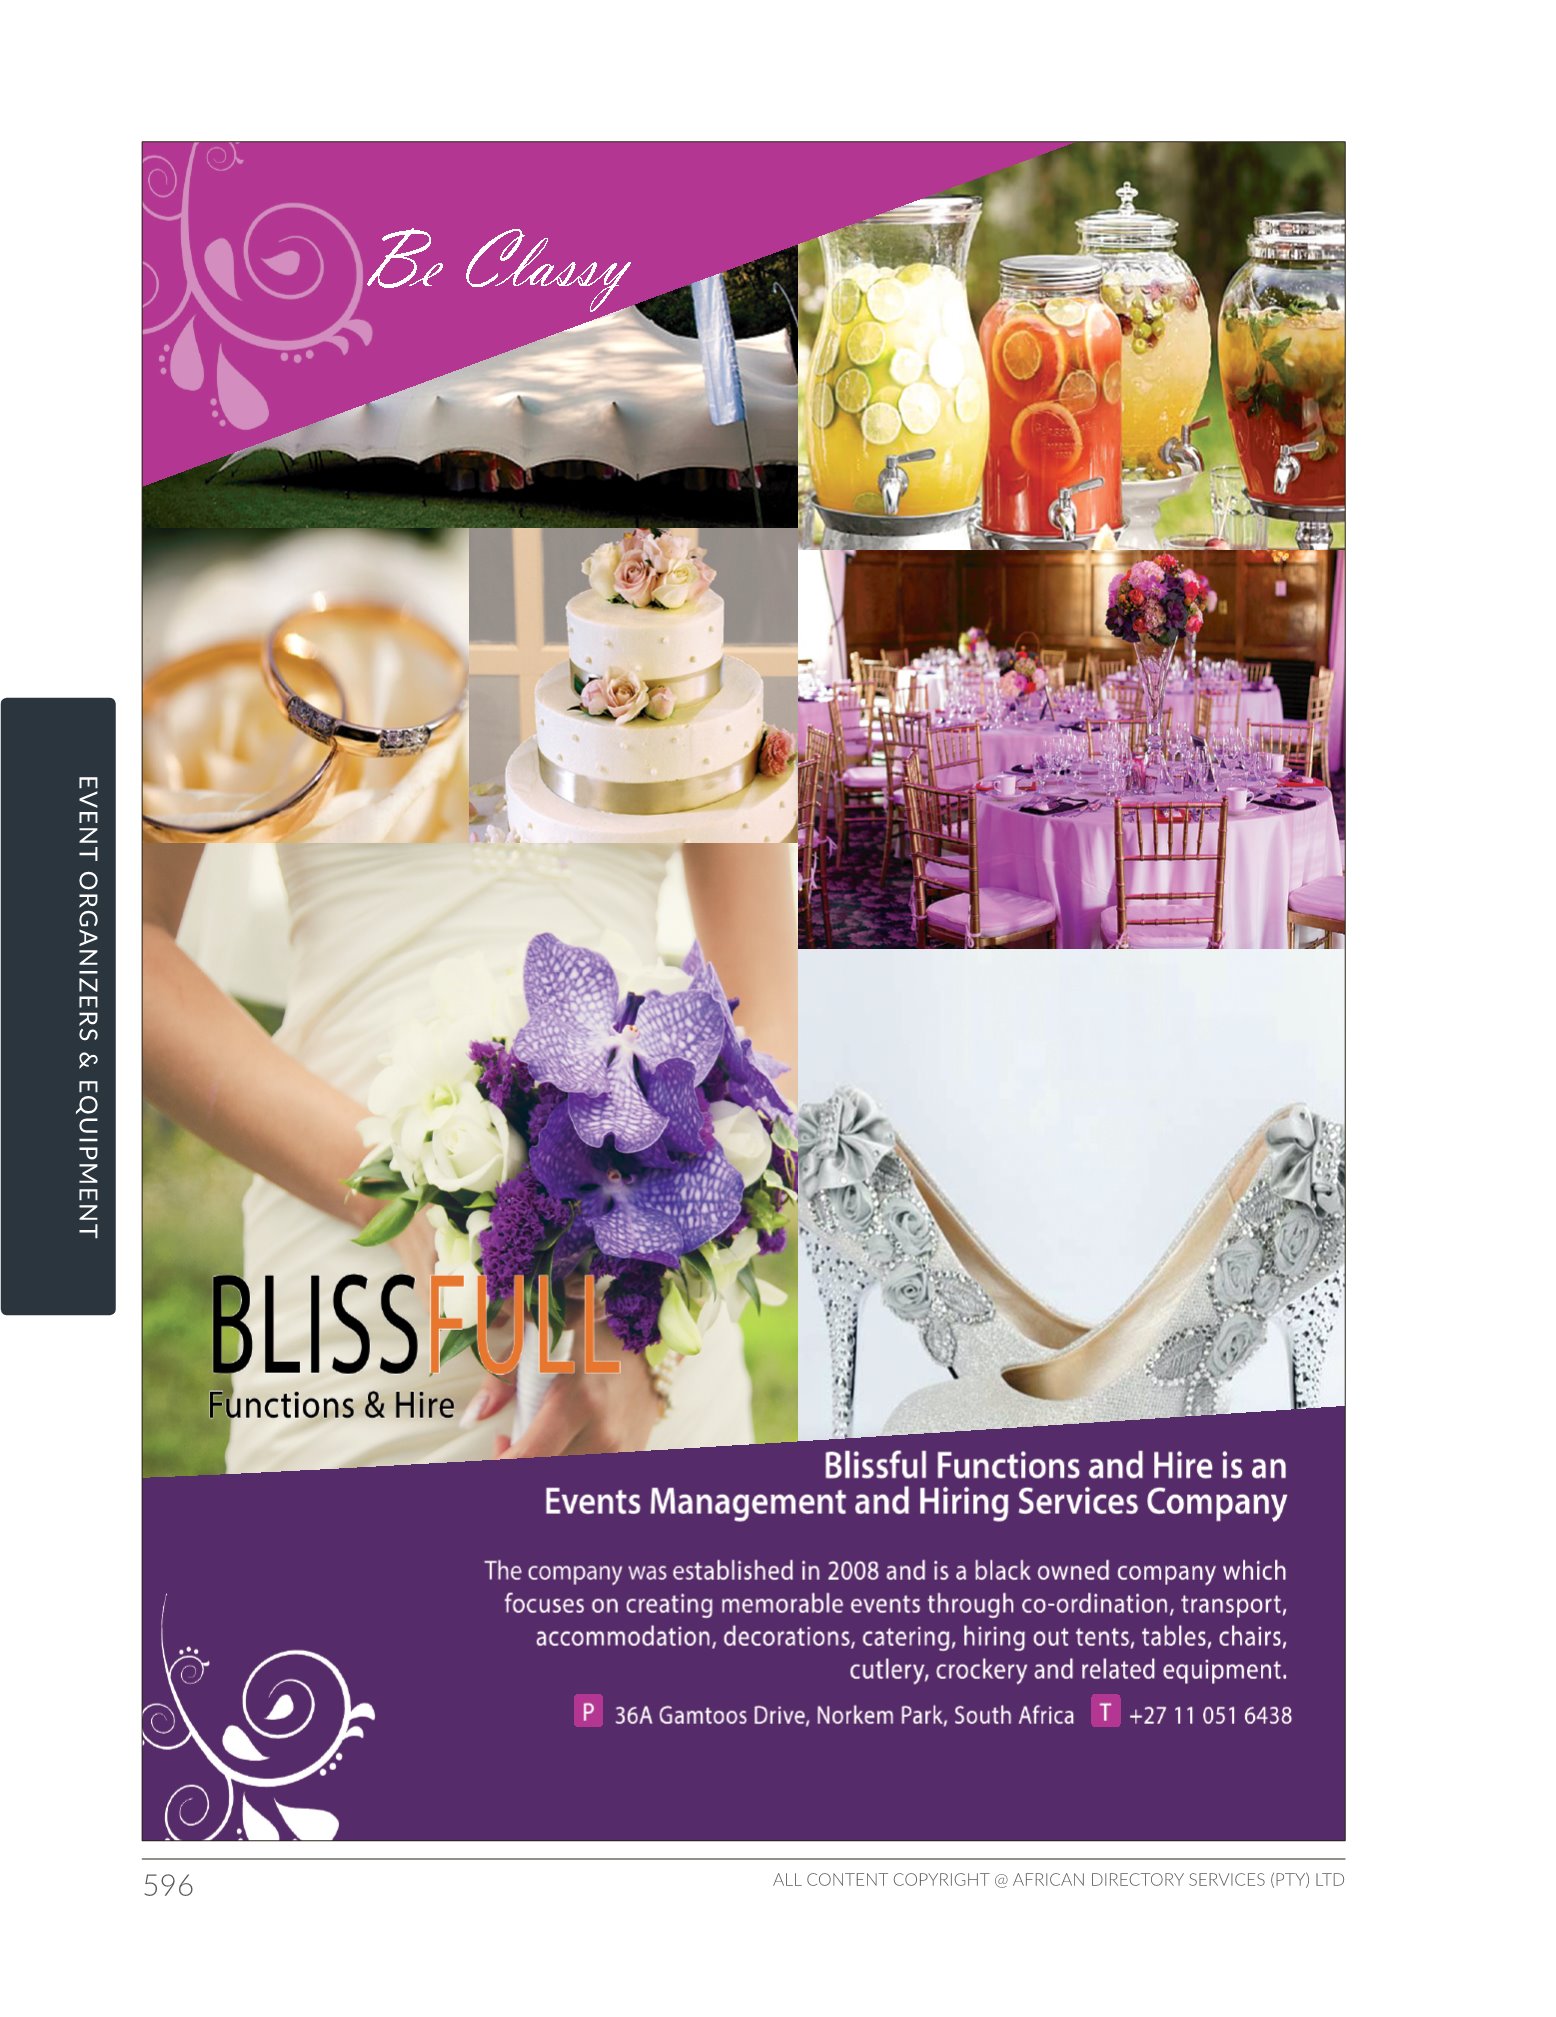 Be Classy
EVENT ORGANIZERS & EQUIPMENT
BLISSFULL
Functions & Hire
Blissful Functions and Hire is an
Events Management and Hiring Services Company
The company was established in 2008 and is a black owned company which
focuses on creating memorable events through co-ordination, transport,
accommodation, decorations, catering, hiring out tents, tables, chairs,
cutlery, crockery and related equipment.
P 36A Gamtoos Drive, Norkem Park, South Africa T +27 11 051 6438
596
ALL CONTENT COPYRIGHT @ AFRICAN DIRECTORY SERVICES (PTY) LTD